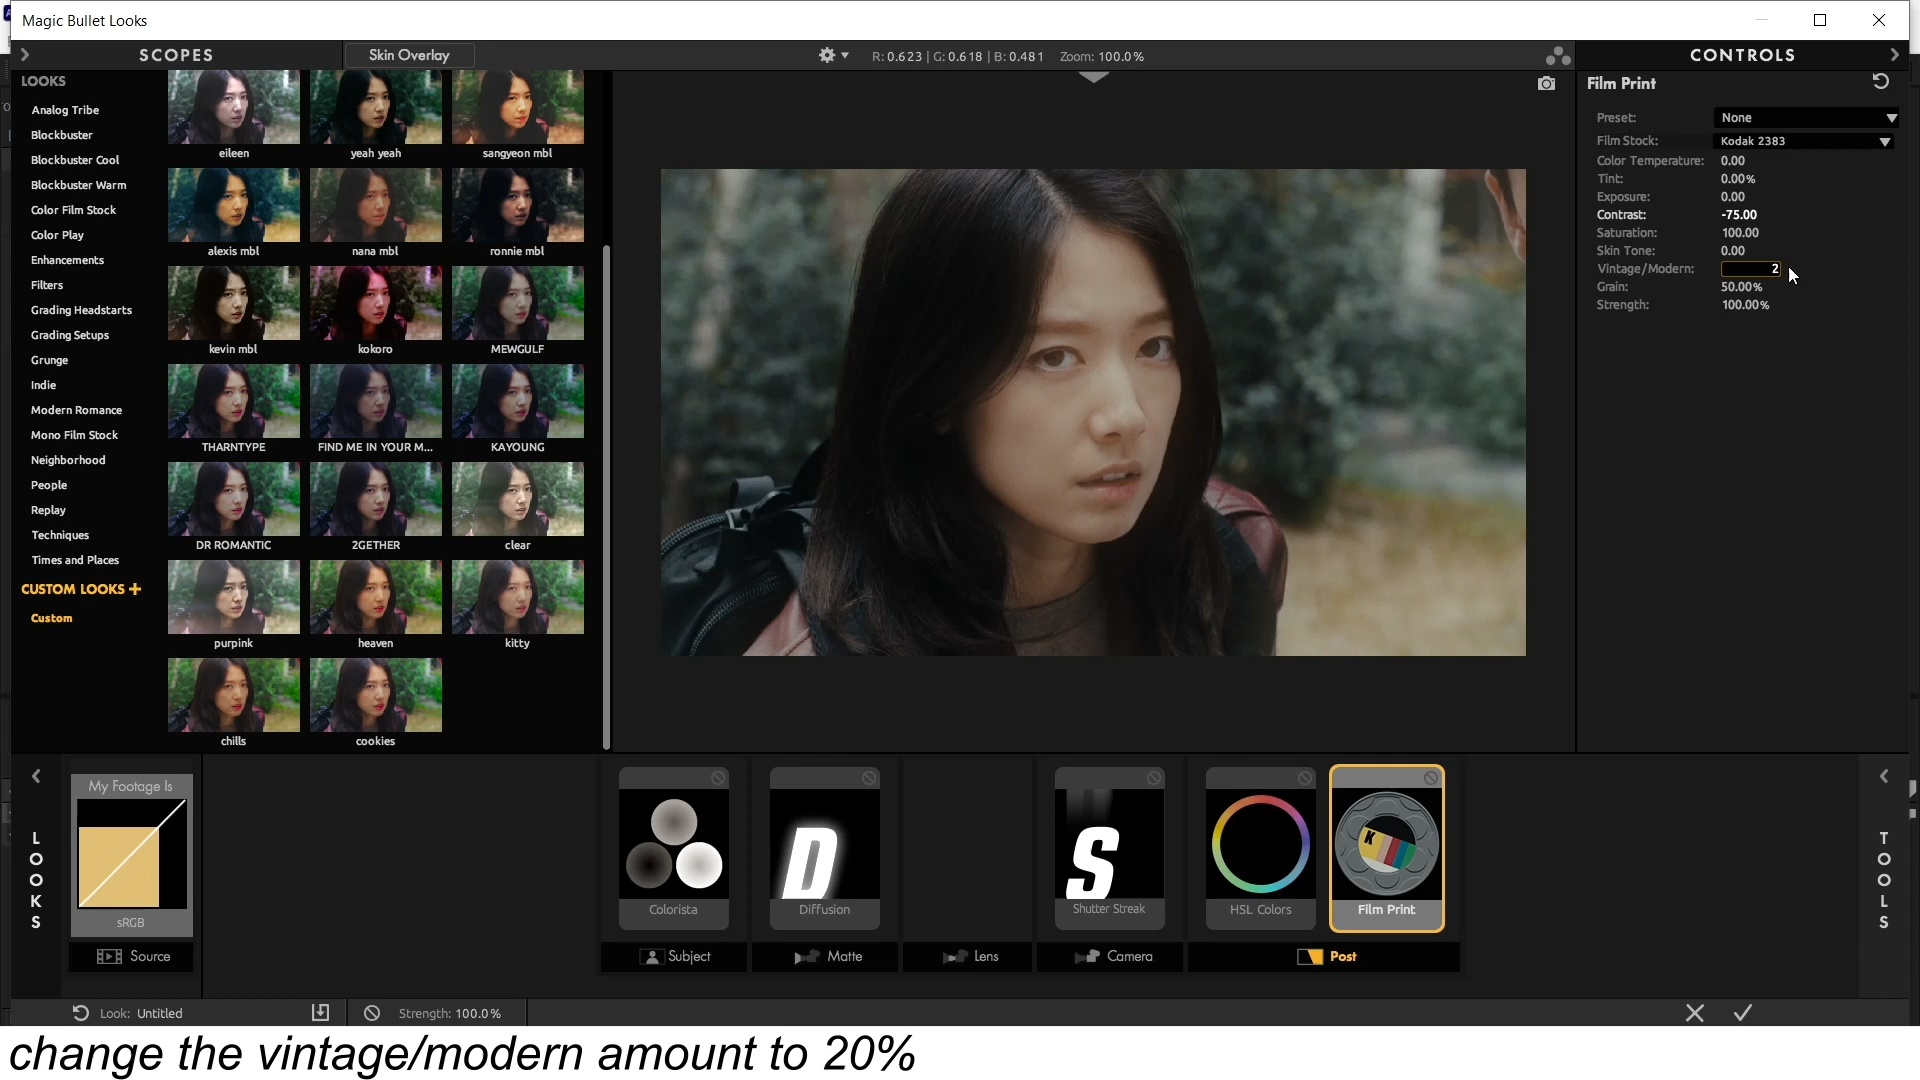 Magic Bullet Looks
SCOPES
Skin Overlay
R: 0.623 | G: 0.618 | B: 0.481 Zoom: 100.0%
CONTROLS
LOOKS
Analog Tribe
Blockbuster
Blockbuster Cool
Blockbuster Warm
Color Film Stock
Color Play
Enhancements
Filters
Grading Headstarts
Grading Setups
Grunge
Indie
Modern Romance
Mono Film Stock
Neighborhood
People
Replay
Techniques
Times and Places
CUSTOM LOOKS +
Custom
eileen yeah yeah sangyeon mbl
alexis mbl nana mbl ronnie mbl
kevin mbl kokoro MEWGULF
THARNTYPE FIND ME IN YOUR M... KAYOUNG
DR ROMANTIC 2GETHER clear
purpink heaven kitty
chills cookies
Film Print
Preset: None
Film Stock: Kodak 2383
Color Temperature: 0.00
Tint: 0.00%
Exposure: 0.00
Contrast: -75.00
Saturation: 100.00
Skin Tone: 0.00
Vintage/Modern: 2
Grain: 50.00%
Strength: 100.00%
LOOKS
My Footage Is
sRGB
Source
Colorista
Subject
D
Diffusion
Matte
Lens
S
Shutter Streak
Camera
HSL Colors
K
Film Print
Post
TOOLS
Look: Untitled
Strength: 100.0%
change the vintage/modern amount to 20%